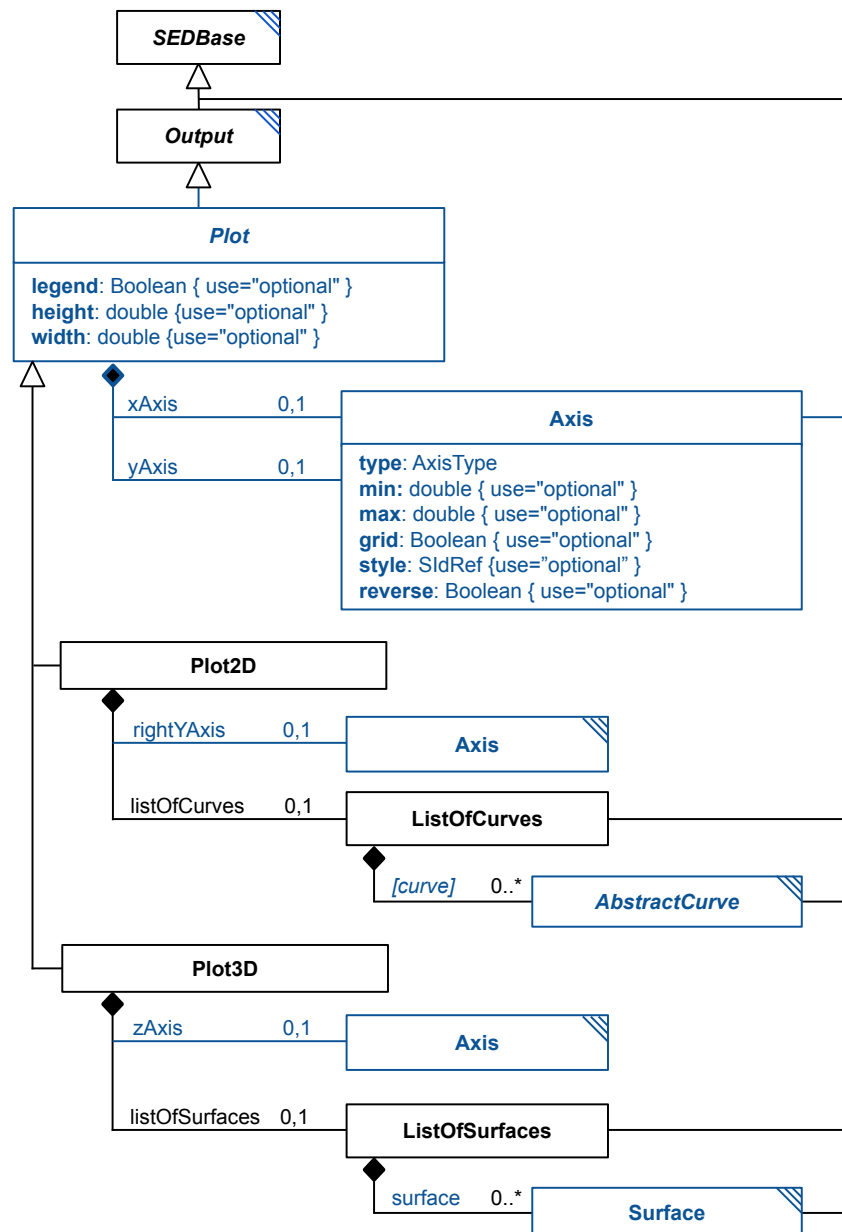 SEDBase
Output
Plot
legend: Boolean { use="optional" }
height: double {use="optional" }
width: double {use="optional" }
xAxis 0,1
Axis
yAxis 0,1
type: AxisType
min: double { use="optional" }
max: double { use="optional" }
grid: Boolean { use="optional" }
style: SIdRef {use=”optional” }
reverse: Boolean { use="optional" }
Plot2D
rightYAxis 0,1
Axis
listOfCurves 0,1
ListOfCurves
[curve] 0..*
AbstractCurve
Plot3D
zAxis 0,1
Axis
listOfSurfaces 0,1
ListOfSurfaces
surface 0..*
Surface